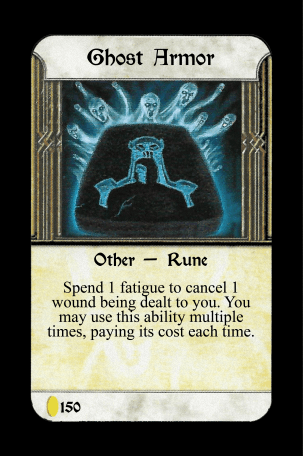 Ghost Armor
Other – Rune
Spend 1 fatigue to cancel 1
wound being dealt to you. You
may use this ability multiple
times, paying its cost each time.
150